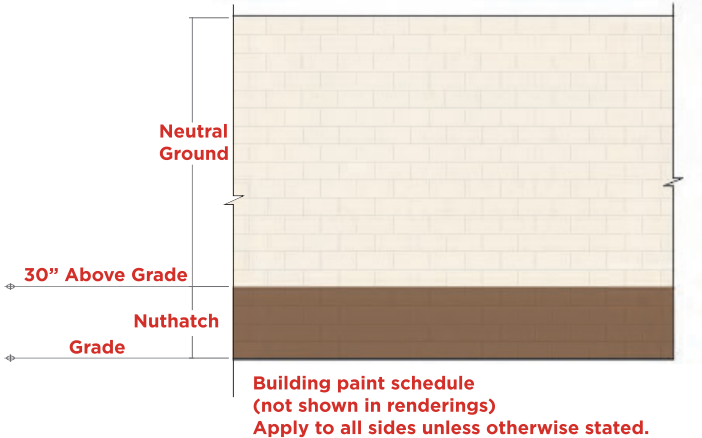 Neutral
Ground
30” Above Grade
Nuthatch
Grade
Building paint schedule
(not shown in renderings)
Apply to all sides unless otherwise stated.